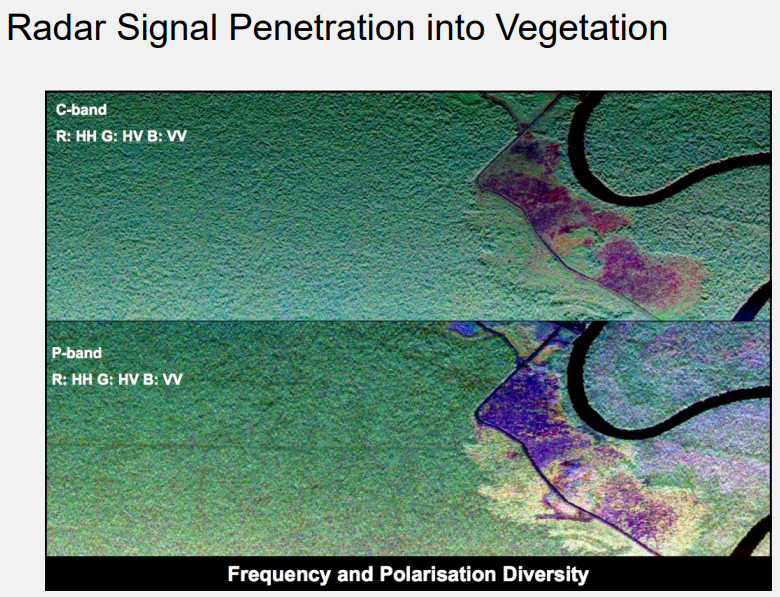 Radar Signal Penetration into Vegetation
C-band
R: HH G: HV B: VV
P-band
R: HH G: HV B: VV
Frequency and Polarisation Diversity